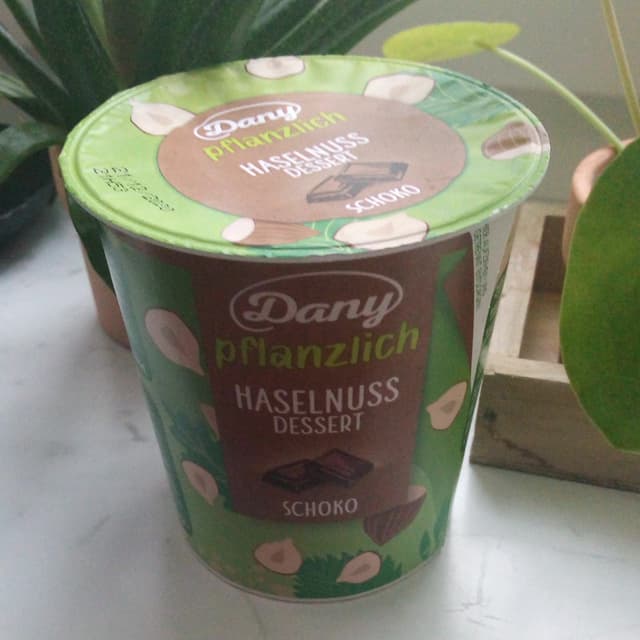 Dany
pflanzlich
HASELNUSS
DESSERT
SCHOKO
Dany
pflanzlich
HASELNUSS
DESSERT
SCHOKO